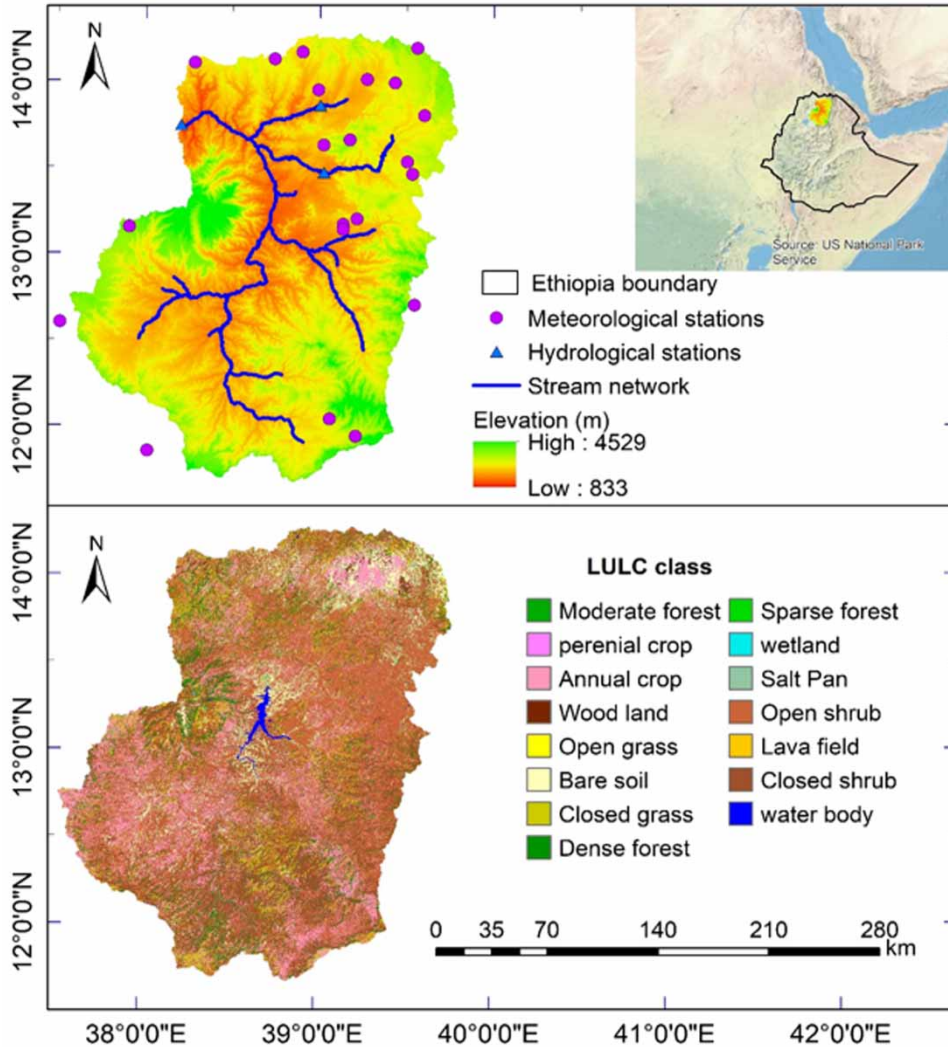 N
14°0'0"N
13°0'0"N
12°0'0"N
Source: US National Park
Service
Ethiopia boundary
Meteorological stations
Hydrological stations
Stream network
Elevation (m)
High : 4529
Low : 833
N
14°0'0"N
13°0'0"N
12°0'0"N
LULC class
Moderate forest
perenial crop
Annual crop
Wood land
Open grass
Bare soil
Closed grass
Dense forest
Sparse forest
wetland
Salt Pan
Open shrub
Lava field
Closed shrub
water body
0 35 70 140 210 280
km
38°0'0"E 39°0'0"E 40°0'0"E 41°0'0"E 42°0'0"E